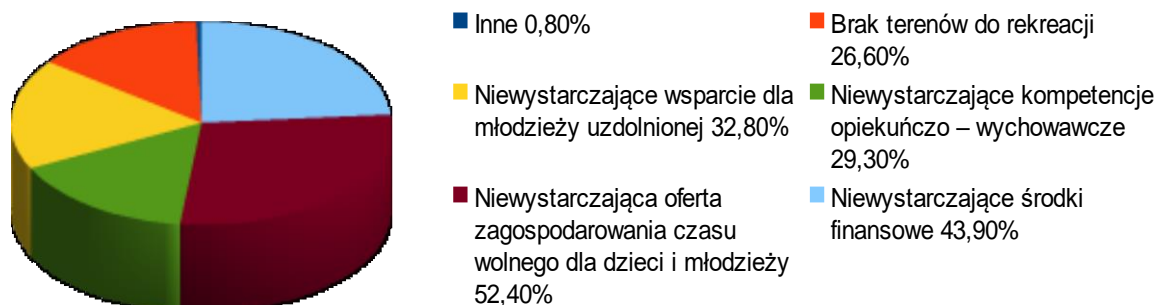 Inne 0,80%
Brak terenów do rekreacji
26,60%
Niewystarczające wsparcie dla
młodzieży uzdolnionej 32,80%
Niewystarczające kompetencje
opiekuńczo – wychowawcze
29,30%
Niewystarczająca oferta
zagospodarowania czasu
wolnego dla dzieci i młodzieży
52,40%
Niewystarczające środki
finansowe 43,90%